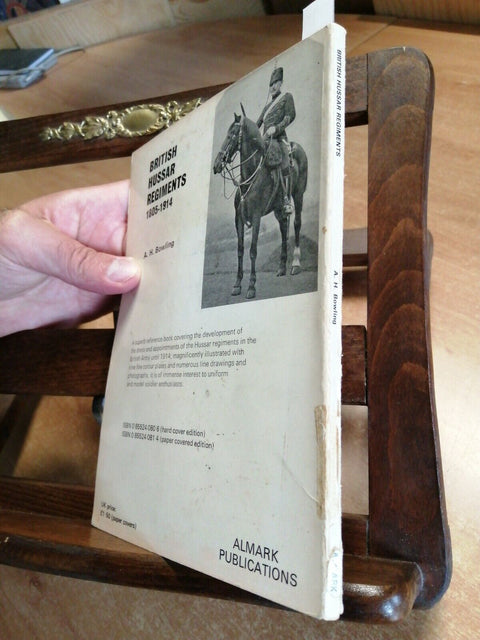 BRITISH
HUSSAR
REGIMENTS
1805-1914
A. H. Bowling
A superb reference book covering the development of
the dress and appointments of the Hussar regiments in the
British Army until 1914; magnificently illustrated with
nine full colour plates and numerous line drawings and
photographs, it is of immense interest to uniform
and model soldier enthusiasts.
ISBN 0 85524 080 6 (hard cover edition)
ISBN 0 85524 081 4 (paper covered edition)
UK price:
£1·50 (paper covers)
ALMARK
PUBLICATIONS
BRITISH HUSSAR REGIMENTS
A. H. Bowling